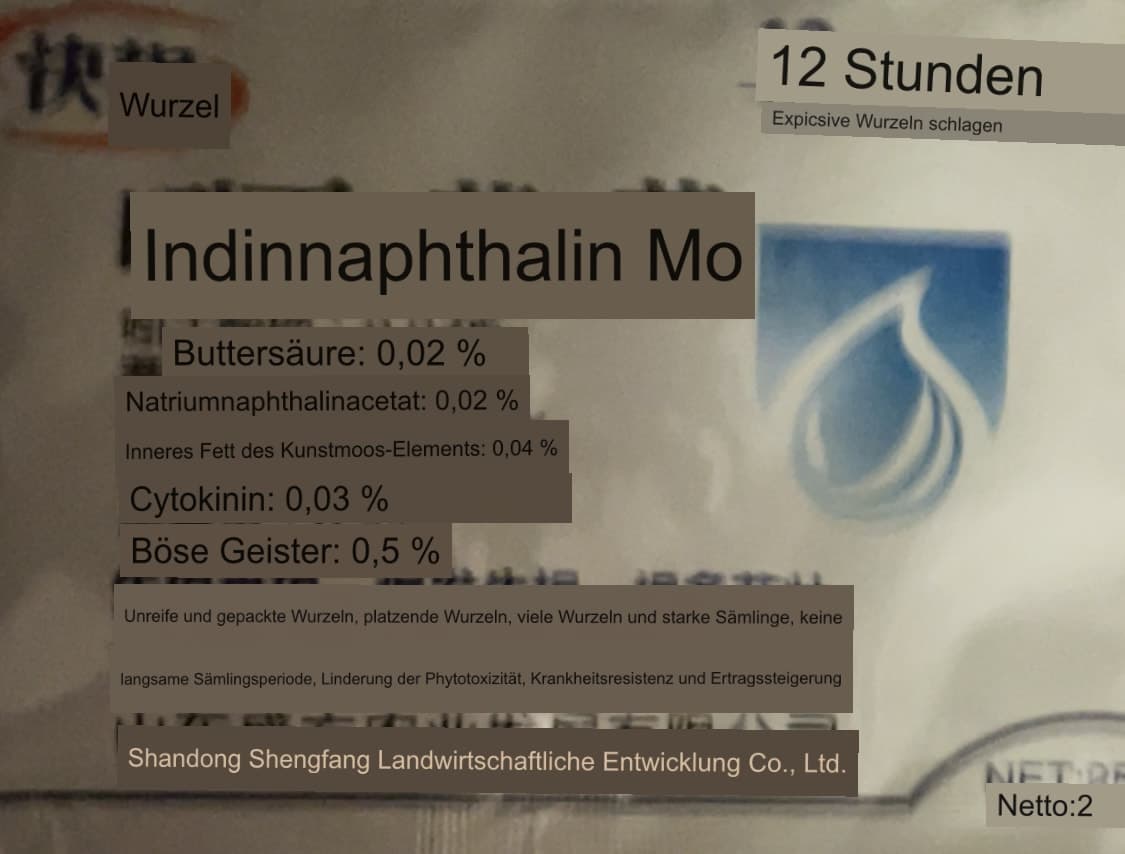 快
Wurzel
12 Stunden
Expicsive Wurzeln schlagen
Indinnaphthalin Mo
Buttersäure: 0,02 %
Natriumnaphthalinacetat: 0,02 %
Inneres Fett des Kunstmoos-Elements: 0,04 %
Cytokinin: 0,03 %
Böse Geister: 0,5 %
Unreife und gepackte Wurzeln, platzende Wurzeln, viele Wurzeln und starke Sämlinge, keine
langsame Sämlingsperiode, Linderung der Phytotoxizität, Krankheitsresistenz und Ertragssteigerung
Shandong Shengfang Landwirtschaftliche Entwicklung Co., Ltd.
Netto:2